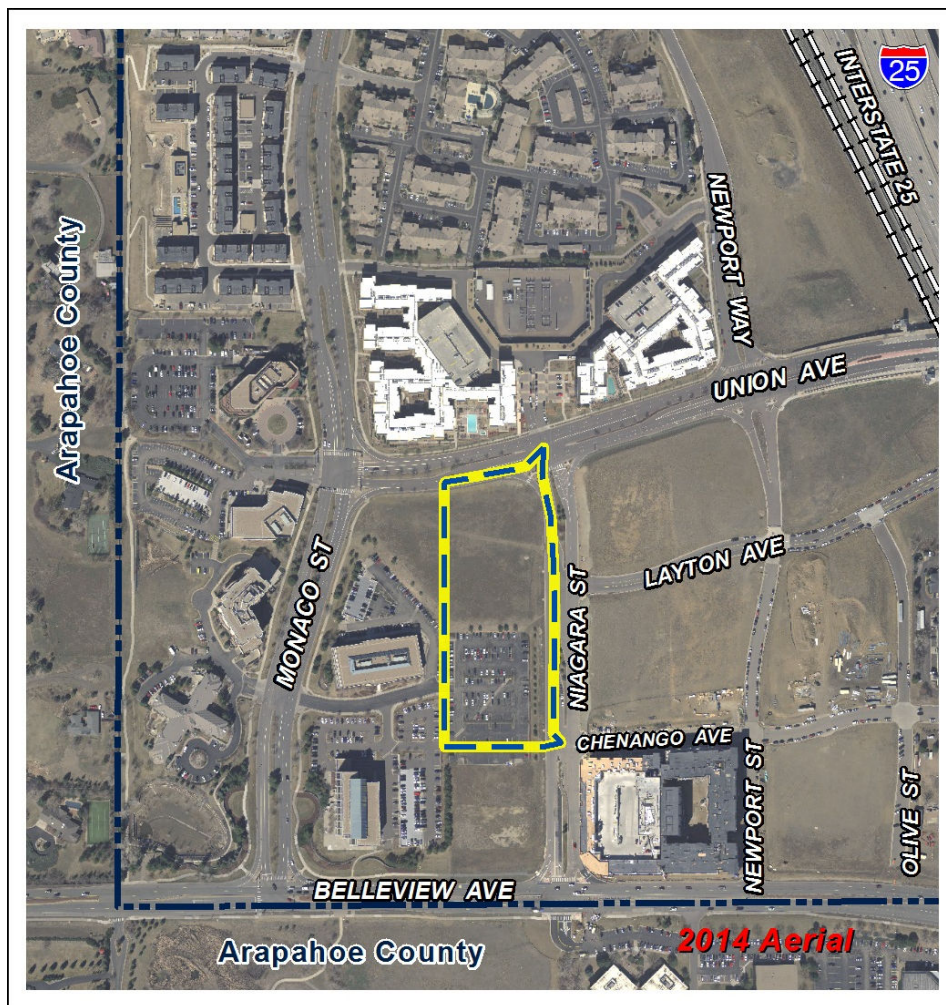 25
INTERSTATE 25
NEWPORT WAY
Arapahoe County
UNION AVE
MONACO ST
LAYTON AVE
NIAGARA ST
CHENANGO AVE
NEWPORT ST
OLIVE ST
BELLEVIEW AVE
Arapahoe County
2014 Aerial